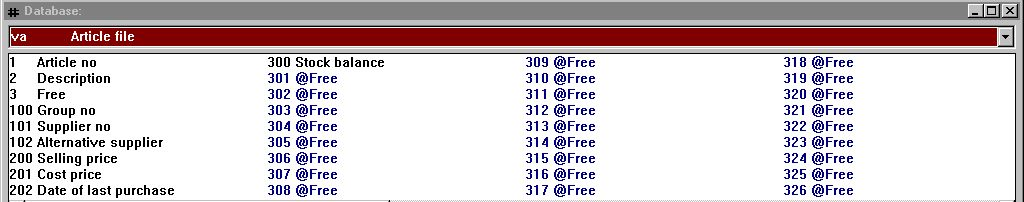 Database:
va Article file
1 Article no 300 Stock balance 309 @Free 318 @Free
2 Description 301 @Free 310 @Free 319 @Free
3 Free 302 @Free 311 @Free 320 @Free
100 Group no 303 @Free 312 @Free 321 @Free
101 Supplier no 304 @Free 313 @Free 322 @Free
102 Alternative supplier 305 @Free 314 @Free 323 @Free
200 Selling price 306 @Free 315 @Free 324 @Free
201 Cost price 307 @Free 316 @Free 325 @Free
202 Date of last purchase 308 @Free 317 @Free 326 @Free